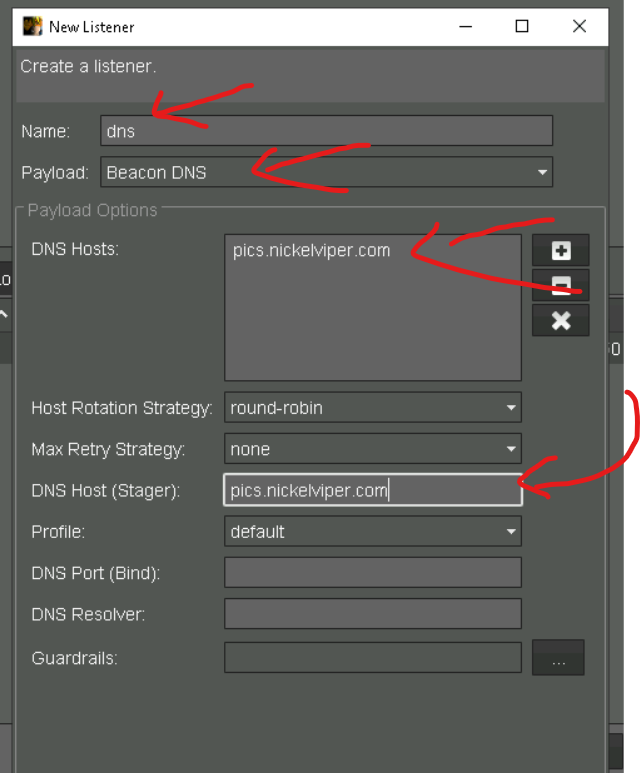 New Listener
Create a listener.
Name: dns
Payload: Beacon DNS
Payload Options
DNS Hosts: pics.nickelviper.com
Host Rotation Strategy: round-robin
Max Retry Strategy: none
DNS Host (Stager): pics.nickelviper.com
Profile: default
DNS Port (Bind):
DNS Resolver:
Guardrails: ...